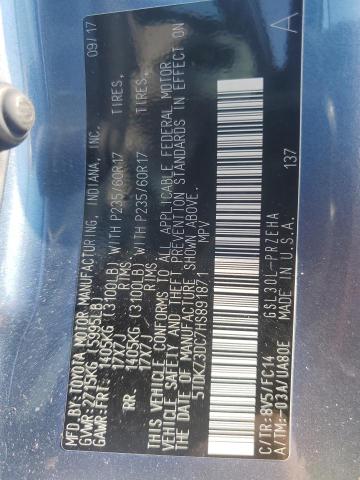 MFD.BY: TOYOTA MOTOR MANUFACTURING, INDIANA, INC. 09/17
GVWR: 2715KG (5995LB)
GAWR:FRT: 1405KG (3100LB) WITH P235/60R17 TIRES,
17X7J RIMS,
RR 1405KG (3100LB) WITH P235/60R17 TIRES,
17X7J RIMS,
THIS VEHICLE CONFORMS TO ALL APPLICABLE FEDERAL MOTOR
VEHICLE SAFETY, BUMPER, AND THEFT PREVENTION STANDARDS IN EFFECT ON
THE DATE OF MANUFACTURE SHOWN ABOVE.
5TDKZ3DC7HS891871 MPV
C/TR: 8V5/FC14 GSL30L-PRZEHA A
A/TM: -03A/UA80E MADE IN U.S.A. 137